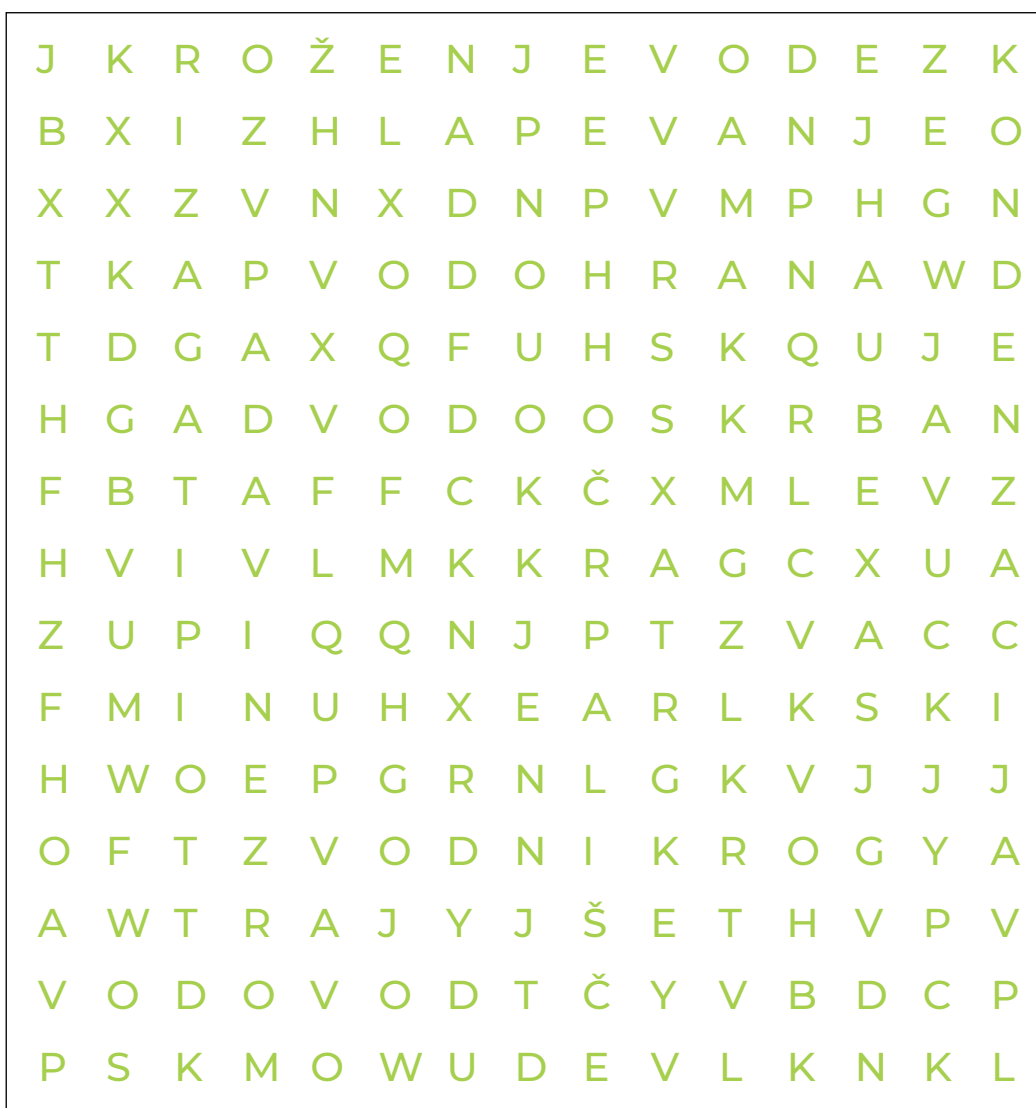 J K R O Ž E N J E V O D E Z K
B X I Z H L A P E V A N J E O
X X Z V N X D N P V M P H G N
T K A P V O D O H R A N A W D
T D G A X Q F U H S K Q U J E
H G A D V O D O O S K R B A N
F B T A F F C K Č X M L E V Z
H V I V L M K K R A G C X U A
Z U P I Q Q N J P T Z V A C C
F M I N U H X E A R L K S K I
H W O E P G R N L G K V J J J
O F T Z V O D N I K R O G Y A
A W T R A J Y J Š E T H V P V
V O D O V O D T Č Y V B D C P
P S K M O W U D E V L K N K L